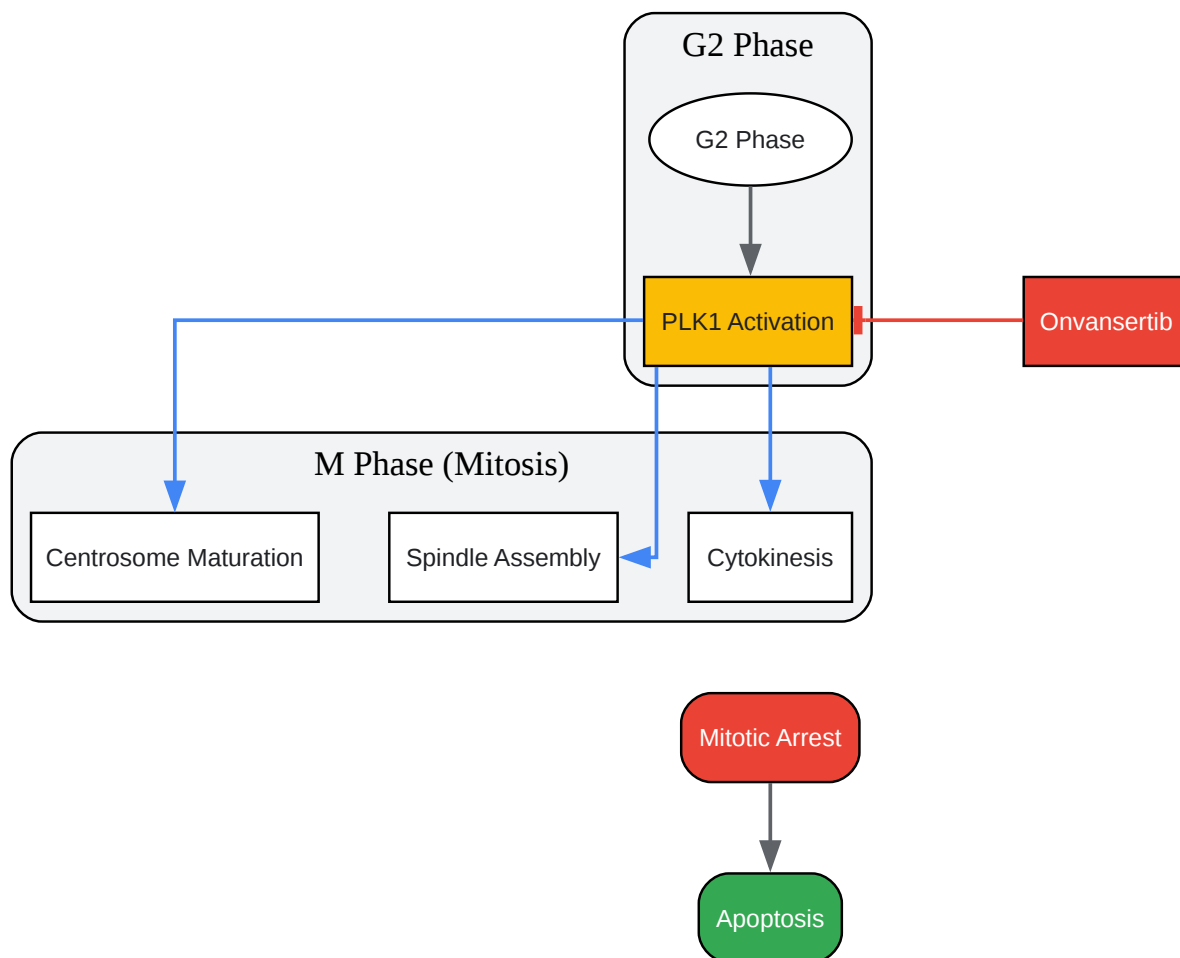 G2 Phase
G2 Phase
PLK1 Activation
Onvansertib
M Phase (Mitosis)
Centrosome Maturation
Spindle Assembly
Cytokinesis
Mitotic Arrest
Apoptosis